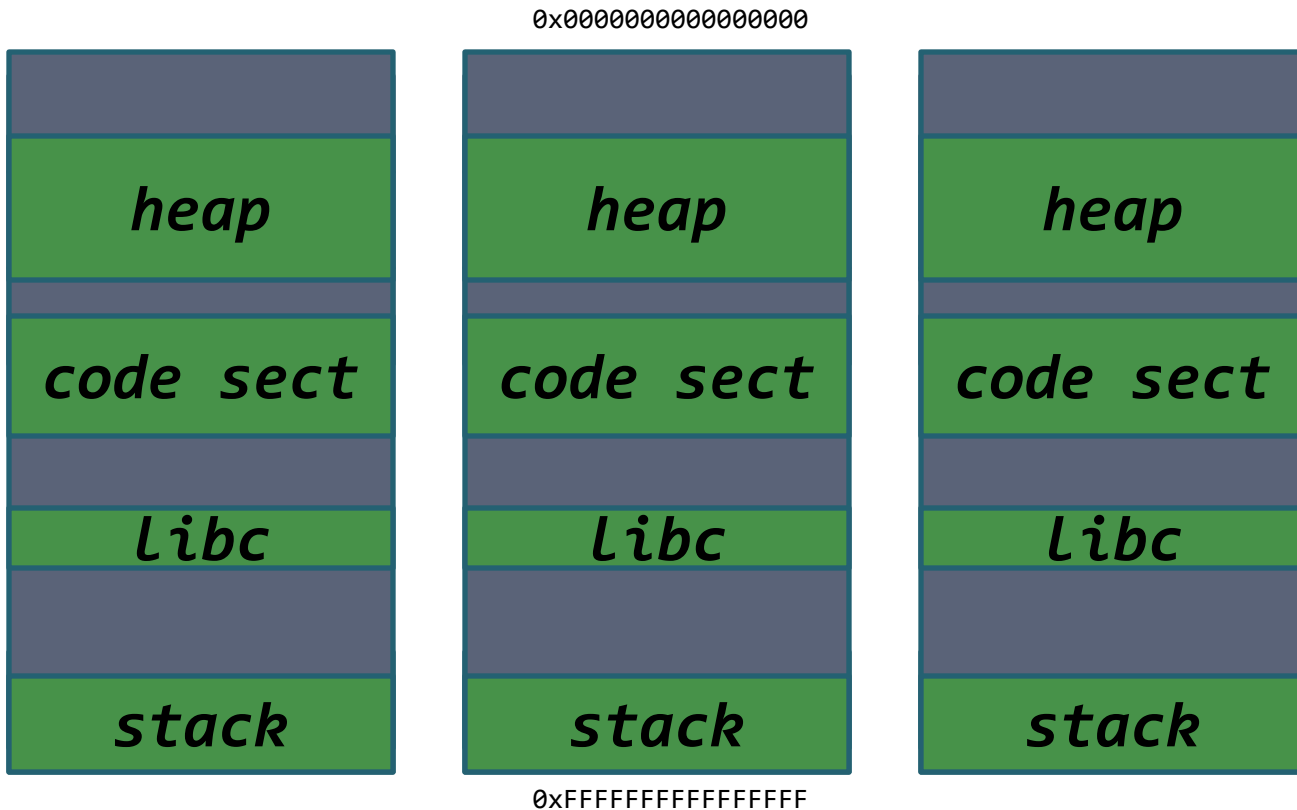 0x0000000000000000
heap heap heap
code sect code sect code sect
libc libc libc
stack stack stack
0xFFFFFFFFFFFFFFFF